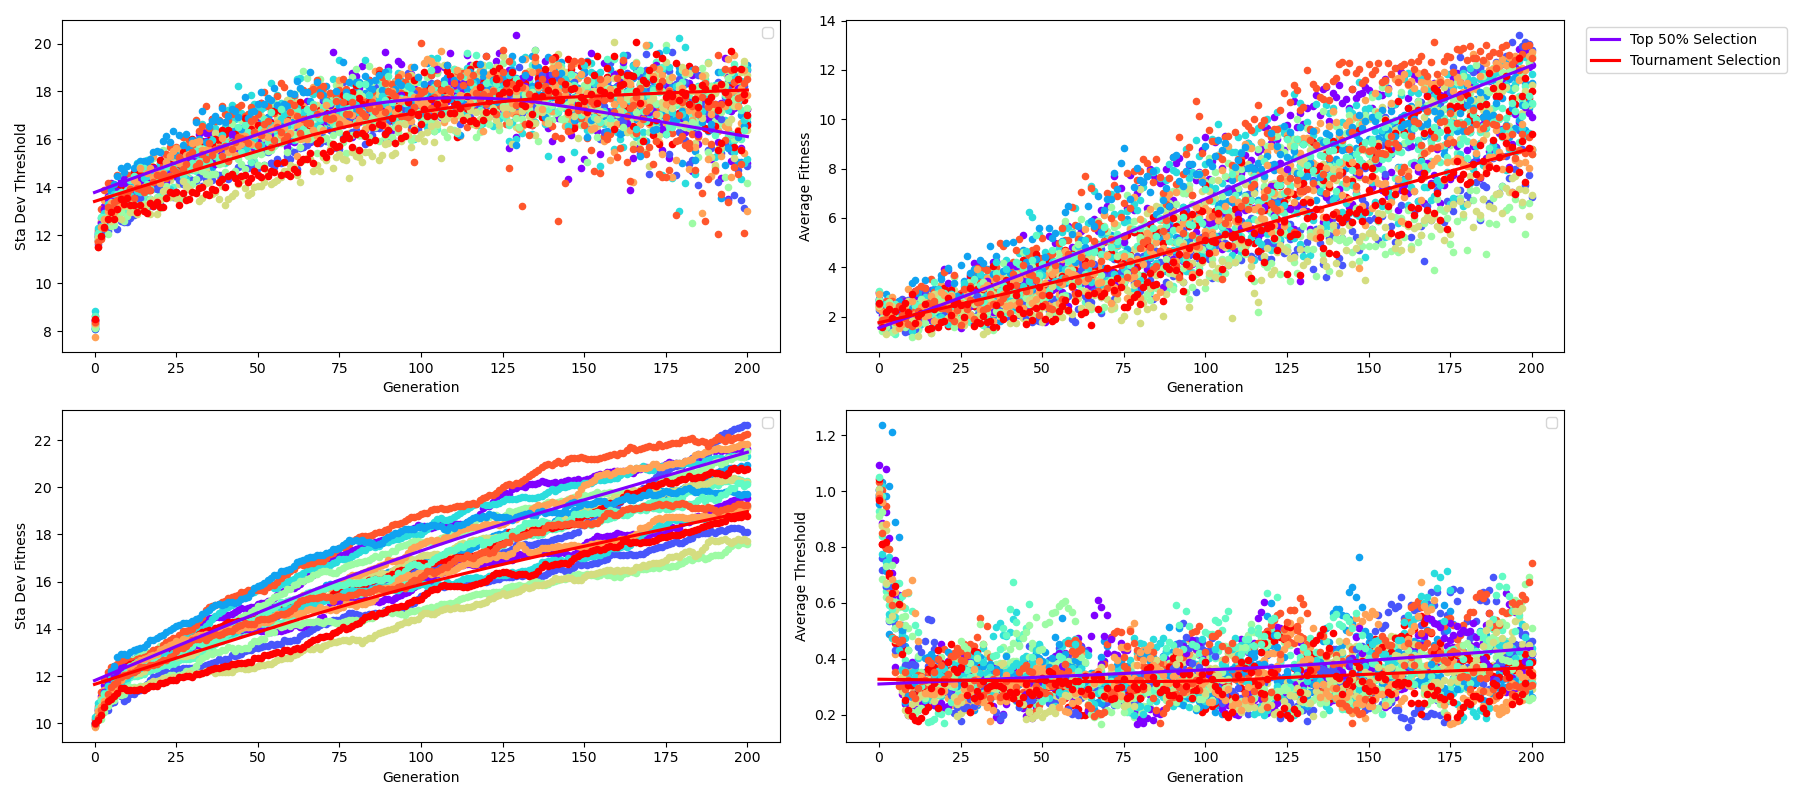 Sta Dev Threshold
20
18
16
14
12
10
8
0 25 50 75 100 125 150 175 200
Generation
Average Fitness
14
12
10
8
6
4
2
0 25 50 75 100 125 150 175 200
Generation
Top 50% Selection
Tournament Selection
Sta Dev Fitness
22
20
18
16
14
12
10
0 25 50 75 100 125 150 175 200
Generation
Average Threshold
1.2
1.0
0.8
0.6
0.4
0.2
0 25 50 75 100 125 150 175 200
Generation